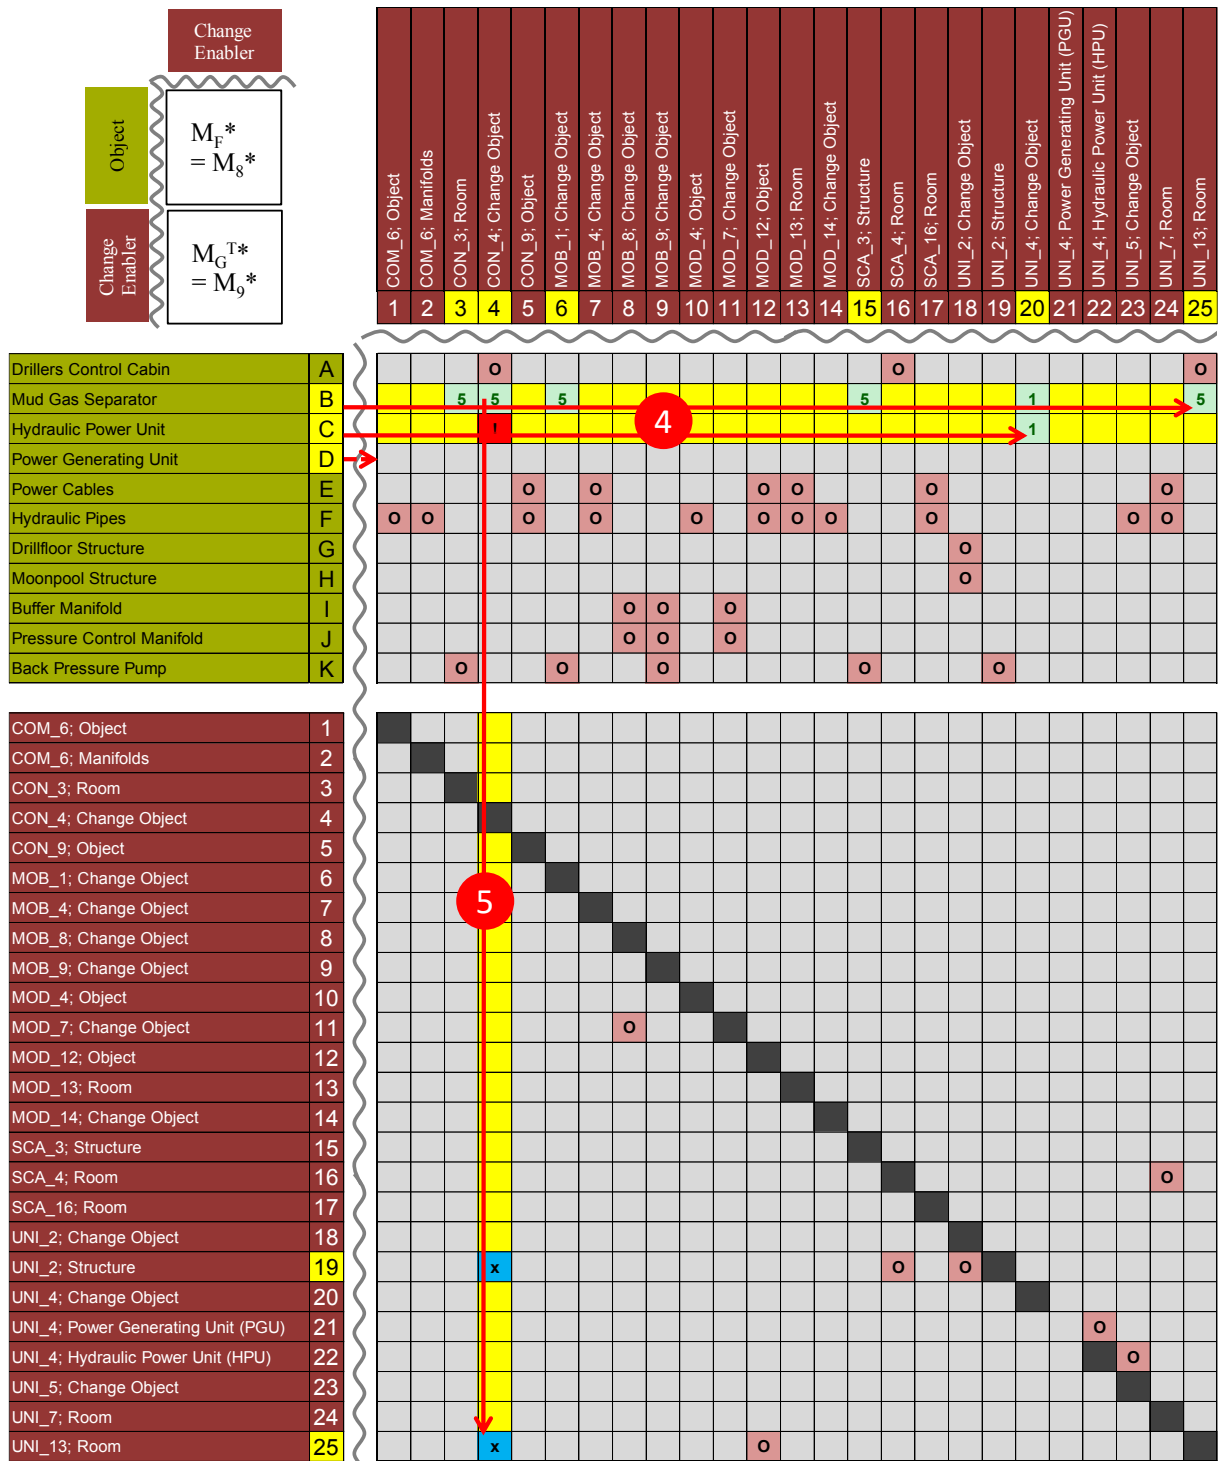 Change
Enabler
Object
M_F*
= M_8*
Change
Enabler
M_G^T*
= M_9*
COM_6; Object
COM_6; Manifolds
CON_3; Room
CON_4; Change Object
CON_9; Object
MOB_1; Change Object
MOB_4; Change Object
MOB_8; Change Object
MOB_9; Change Object
MOD_4; Object
MOD_7; Change Object
MOD_12; Object
MOD_13; Room
MOD_14; Change Object
SCA_3; Structure
SCA_4; Room
SCA_16; Room
UNI_2; Change Object
UNI_2; Structure
UNI_4; Change Object
UNI_4; Power Generating Unit (PGU)
UNI_4; Hydraulic Power Unit (HPU)
UNI_5; Change Object
UNI_7; Room
UNI_13; Room
1 2 3 4 5 6 7 8 9 10 11 12 13 14 15 16 17 18 19 20 21 22 23 24 25
Drillers Control Cabin A O O O
Mud Gas Separator B 5 5 5 5 1 5
4
Hydraulic Power Unit C ! 1
Power Generating Unit D
Power Cables E O O O O O O
Hydraulic Pipes F O O O O O O O O O O O
Drillfloor Structure G O
Moonpool Structure H O
Buffer Manifold I O O O
Pressure Control Manifold J O O O
Back Pressure Pump K O O O O O
COM_6; Object 1
COM_6; Manifolds 2
CON_3; Room 3
CON_4; Change Object 4
CON_9; Object 5
MOB_1; Change Object 6
5
MOB_4; Change Object 7
MOB_8; Change Object 8
MOB_9; Change Object 9
MOD_4; Object 10
MOD_7; Change Object 11 O
MOD_12; Object 12
MOD_13; Room 13
MOD_14; Change Object 14
SCA_3; Structure 15
SCA_4; Room 16 O
SCA_16; Room 17
UNI_2; Change Object 18
UNI_2; Structure 19 x O O
UNI_4; Change Object 20
UNI_4; Power Generating Unit (PGU) 21 O
UNI_4; Hydraulic Power Unit (HPU) 22 O
UNI_5; Change Object 23
UNI_7; Room 24
UNI_13; Room 25 x O